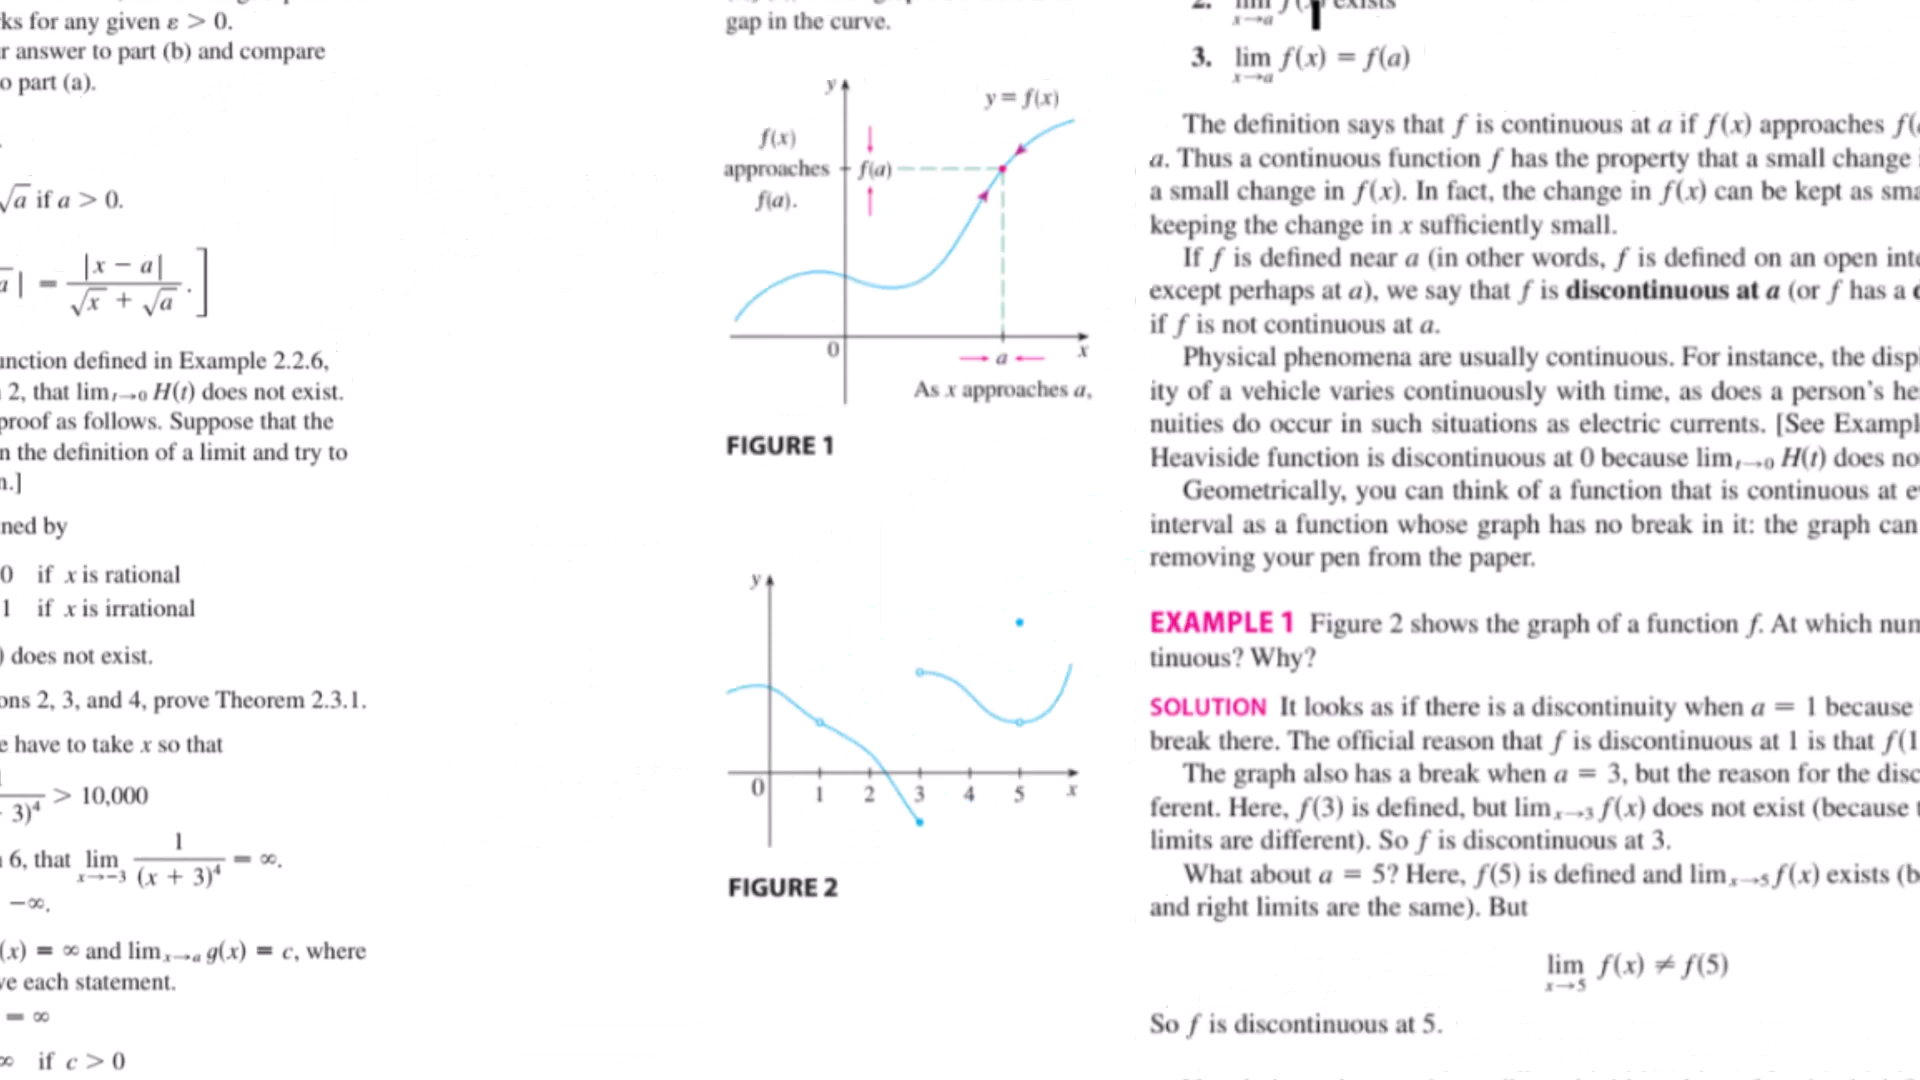 ks for any given ε > 0.
r answer to part (b) and compare
o part (a).
√a if a > 0.
a| = |x − a| / (√x + √a) .]
unction defined in Example 2.2.6,
2, that lim t→0 H(t) does not exist.
proof as follows. Suppose that the
n the definition of a limit and try to
n.]
ned by
0 if x is rational
1 if x is irrational
) does not exist.
ons 2, 3, and 4, prove Theorem 2.3.1.
e have to take x so that
3)⁴ > 10,000
6, that lim x→−3 1/(x + 3)⁴ = ∞.
−∞.
(x) = ∞ and lim x→a g(x) = c, where
ve each statement.
= ∞
∞ if c > 0
gap in the curve.
y
y = f(x)
f(x)
approaches f(a)
f(a).
0 a x
As x approaches a,
FIGURE 1
y
0 1 2 3 4 5 x
FIGURE 2
2. lim x→a f(x) exists
3. lim x→a f(x) = f(a)
The definition says that f is continuous at a if f(x) approaches f(
a. Thus a continuous function f has the property that a small change
a small change in f(x). In fact, the change in f(x) can be kept as sma
keeping the change in x sufficiently small.
If f is defined near a (in other words, f is defined on an open inte
except perhaps at a), we say that f is discontinuous at a (or f has a
if f is not continuous at a.
Physical phenomena are usually continuous. For instance, the disp
ity of a vehicle varies continuously with time, as does a person's he
nuities do occur in such situations as electric currents. [See Exampl
Heaviside function is discontinuous at 0 because lim t→0 H(t) does no
Geometrically, you can think of a function that is continuous at e
interval as a function whose graph has no break in it: the graph can
removing your pen from the paper.
EXAMPLE 1 Figure 2 shows the graph of a function f. At which num
tinuous? Why?
SOLUTION It looks as if there is a discontinuity when a = 1 because
break there. The official reason that f is discontinuous at 1 is that f(1
The graph also has a break when a = 3, but the reason for the disc
ferent. Here, f(3) is defined, but lim x→3 f(x) does not exist (because
limits are different). So f is discontinuous at 3.
What about a = 5? Here, f(5) is defined and lim x→5 f(x) exists (b
and right limits are the same). But
lim x→5 f(x) ≠ f(5)
So f is discontinuous at 5.